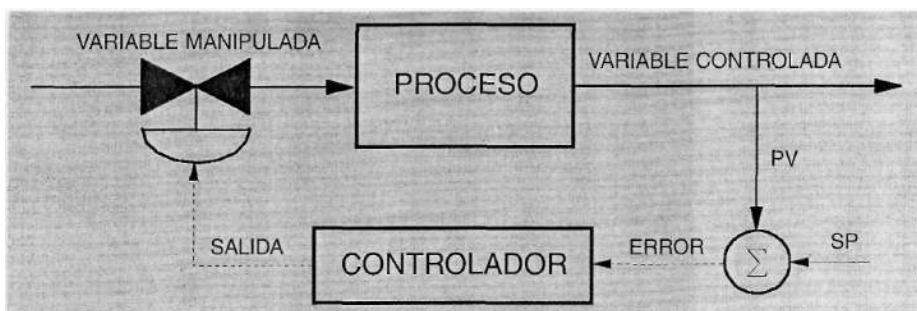 VARIABLE MANIPULADA
PROCESO
VARIABLE CONTROLADA
PV
SALIDA
CONTROLADOR
ERROR
Σ
SP